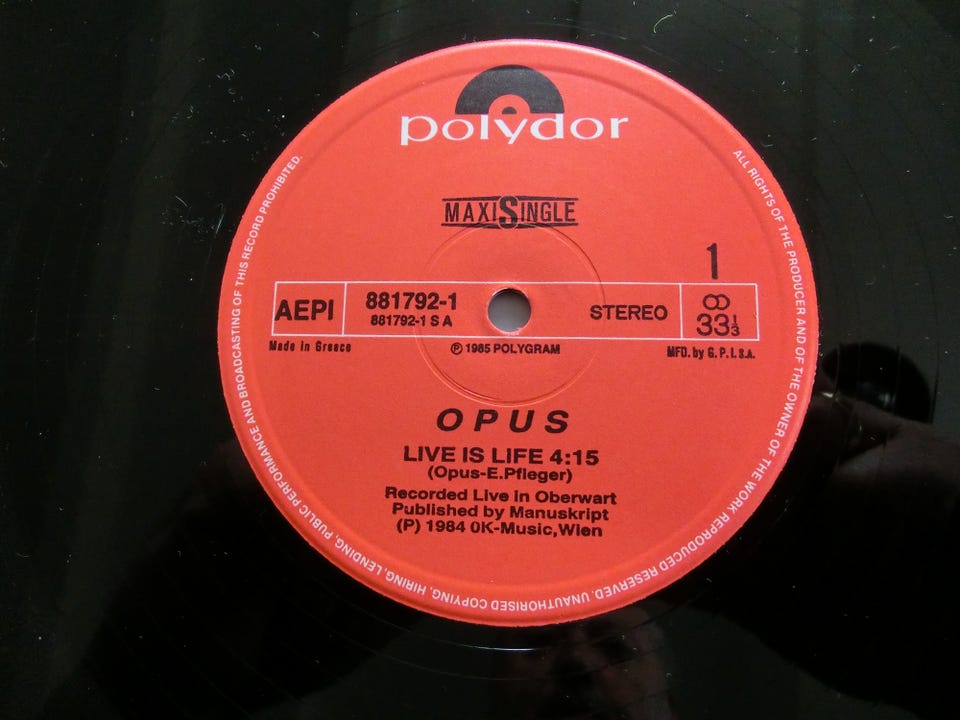 polydor
MAXISINGLE
1
AEPI
881792-1
881792-1 S A
STEREO
33 1/3
Made in Greece
℗ 1985 POLYGRAM
MFD. by G. P. I. S.A.
OPUS
LIVE IS LIFE 4:15
(Opus-E.Pfleger)
Recorded Live in Oberwart
Published by Manuskript
(P) 1984 OK-Music,Wien
ALL RIGHTS OF THE PRODUCER AND OF THE OWNER OF THE WORK REPRODUCED RESERVED. UNAUTHORISED COPYING, HIRING, LENDING, PUBLIC PERFORMANCE AND BROADCASTING OF THIS RECORD PROHIBITED.